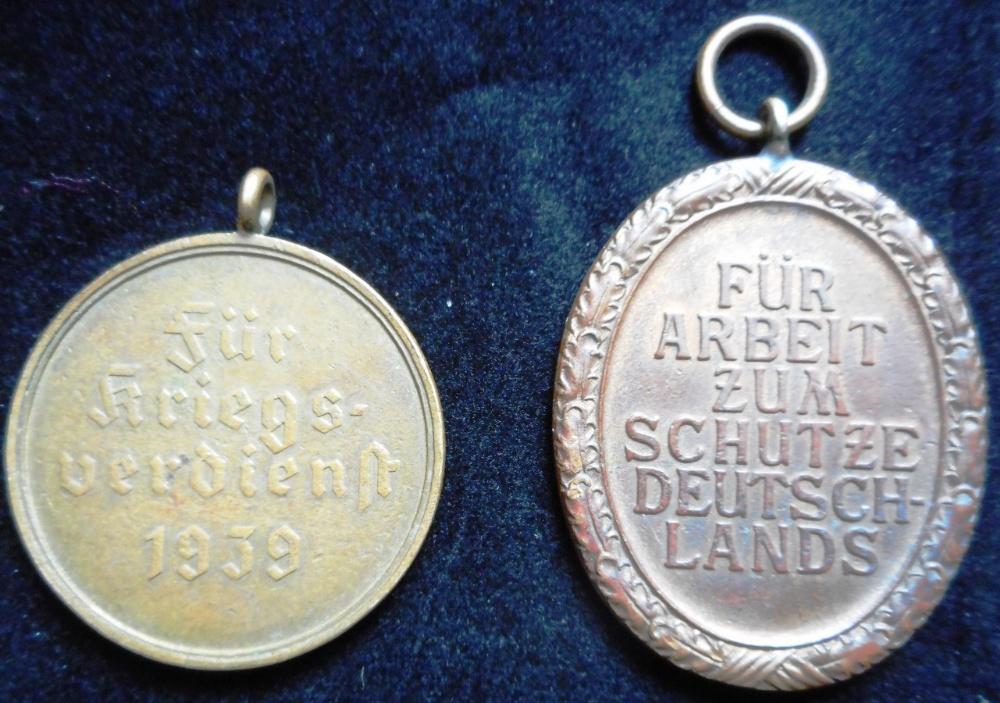 Für
Kriegs-
verdienst
1939
FÜR
ARBEIT
ZUM
SCHUTZE
DEUTSCH-
LANDS